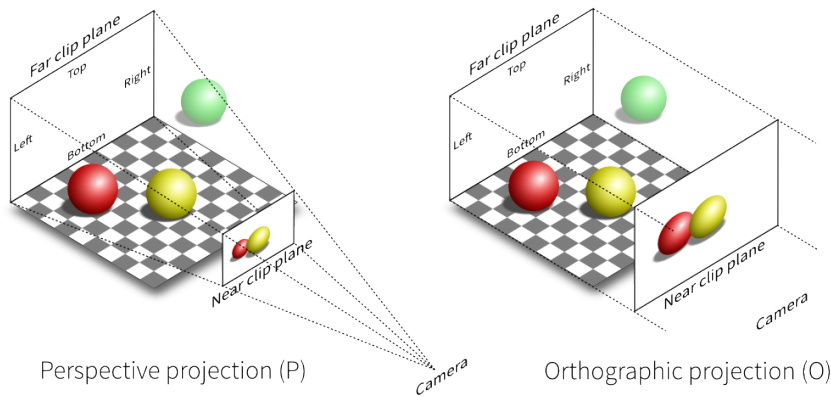 Far clip plane
Top
Right
Left
Bottom
Near clip plane
Camera
Perspective projection (P)
Far clip plane
Top
Right
Left
Bottom
Near clip plane
Camera
Orthographic projection (O)